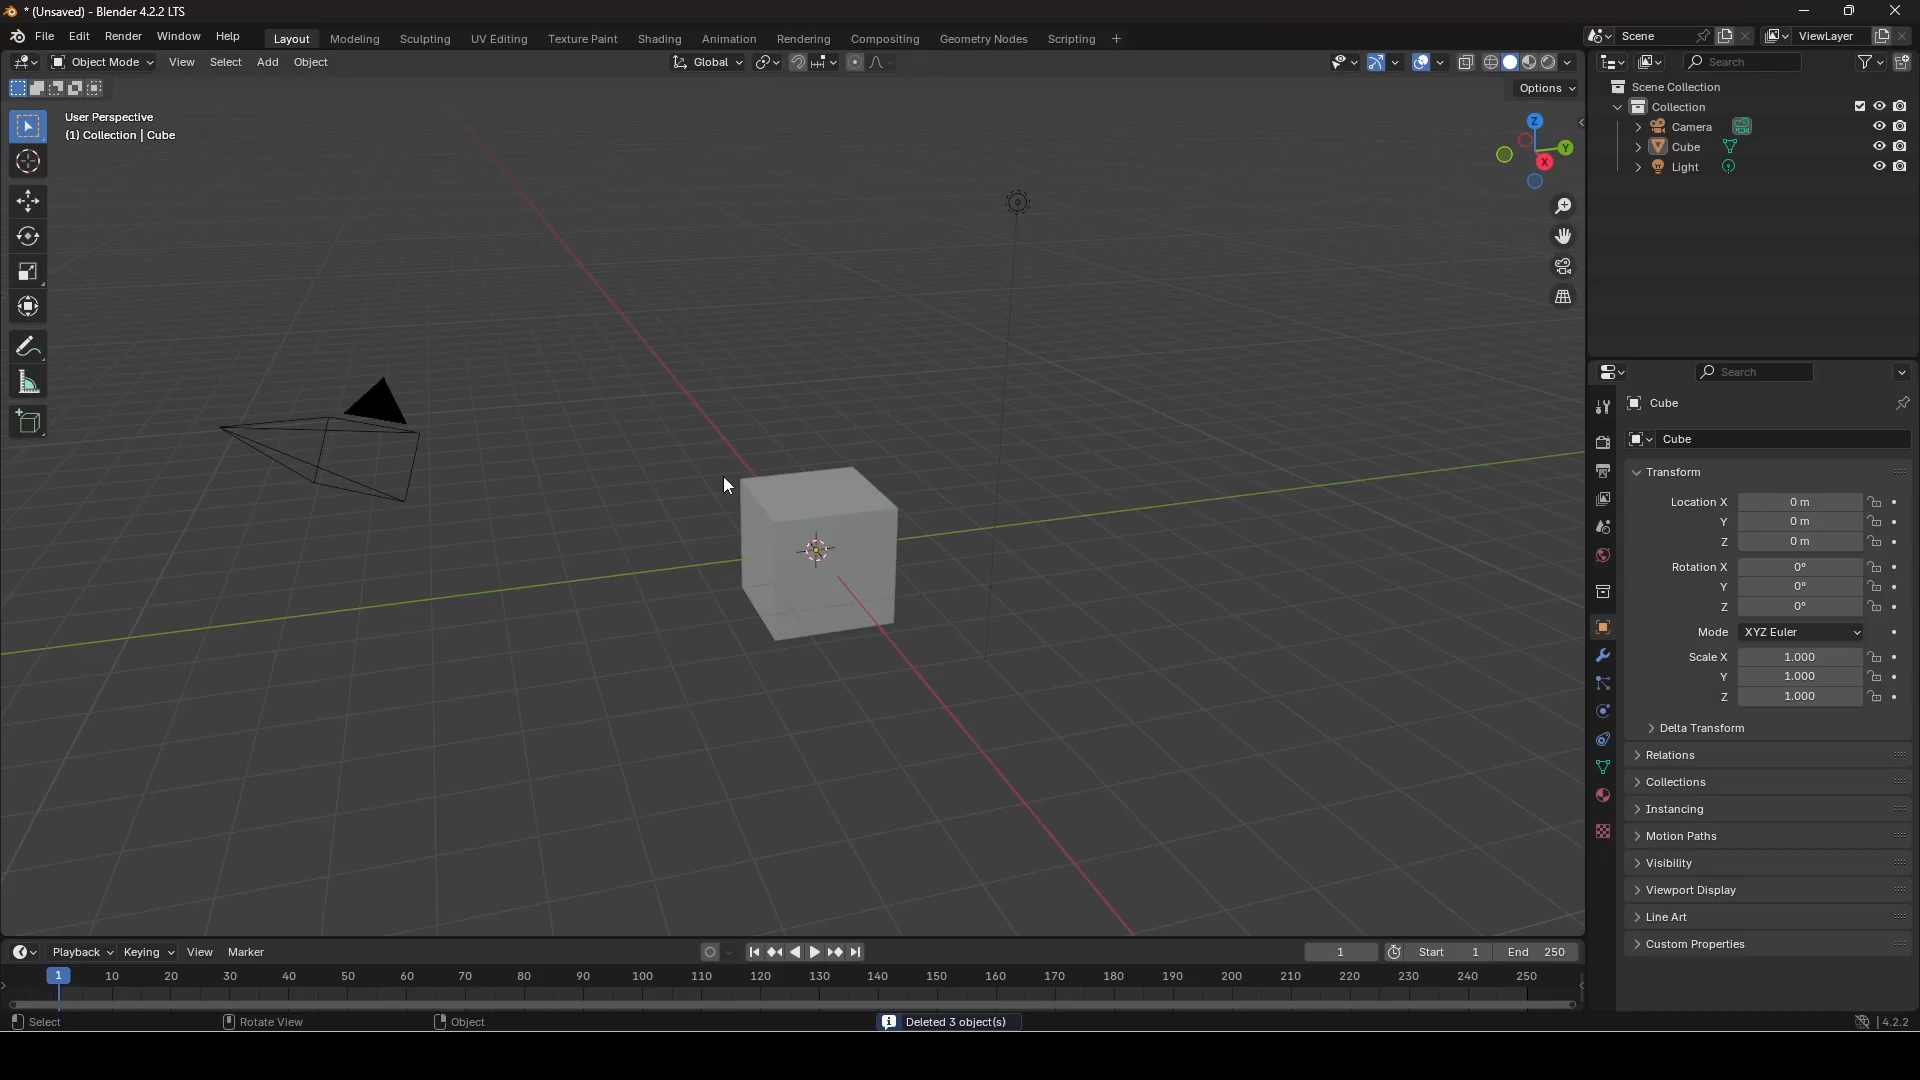 * (Unsaved) - Blender 4.2.2 LTS
File Edit Render Window Help Layout Modeling Sculpting UV Editing Texture Paint Shading Animation Rendering Compositing Geometry Nodes Scripting + Scene ViewLayer
Object Mode View Select Add Object Global Search
Options
User Perspective
(1) Collection | Cube
Z
Y
X
Scene Collection
Collection
Camera
Cube
Light
Search
Cube
Cube
Transform
Location X 0 m
Y 0 m
Z 0 m
Rotation X 0°
Y 0°
Z 0°
Mode XYZ Euler
Scale X 1.000
Y 1.000
Z 1.000
Delta Transform
Relations
Collections
Instancing
Motion Paths
Visibility
Viewport Display
Line Art
Custom Properties
Playback Keying View Marker 1 Start 1 End 250
1 10 20 30 40 50 60 70 80 90 100 110 120 130 140 150 160 170 180 190 200 210 220 230 240 250
Select Rotate View Object Deleted 3 object(s) 4.2.2